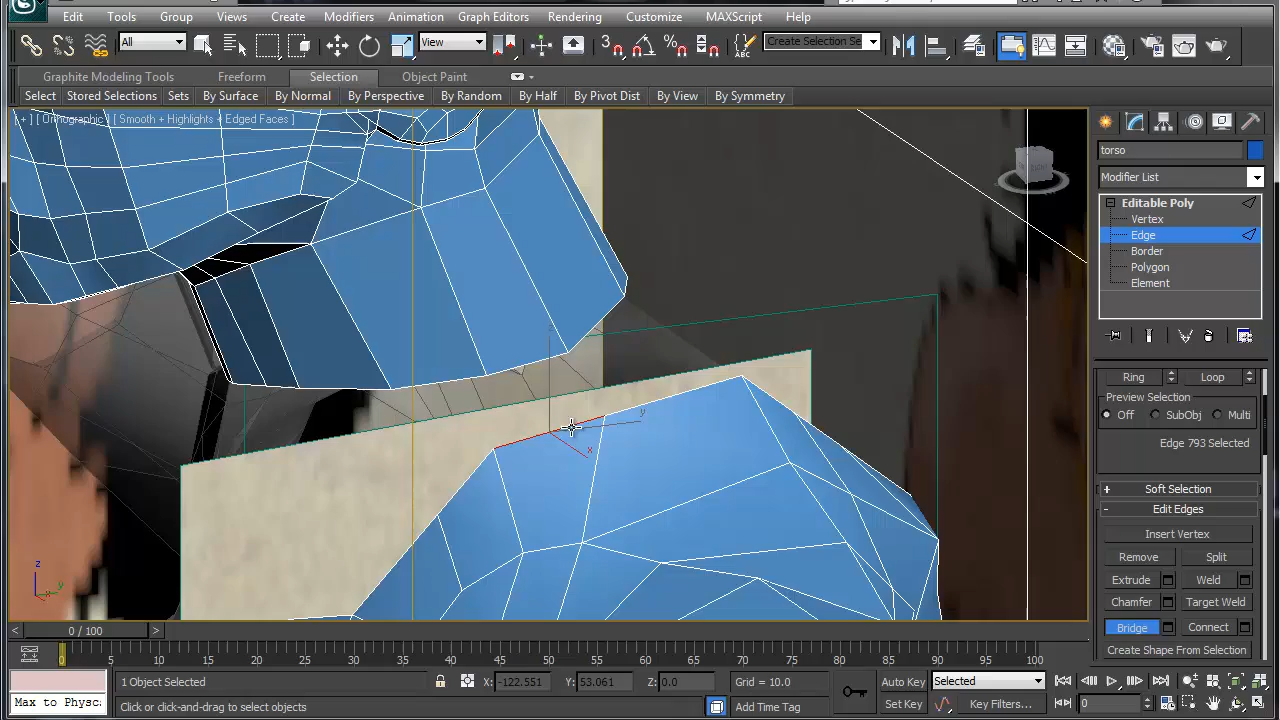 Edit Tools Group Views Create Modifiers Animation Graph Editors Rendering Customize MAXScript Help
All View 3 Create Selection Se
Graphite Modeling Tools Freeform Selection Object Paint
Select Stored Selections Sets By Surface By Normal By Perspective By Random By Half By Pivot Dist By View By Symmetry
+ ] [ Orthographic ] [ Smooth + Highlights + Edged Faces ]
torso
Modifier List
Editable Poly
Vertex
Edge
Border
Polygon
Element
Ring Loop
Preview Selection
Off SubObj Multi
Edge 793 Selected
+ Soft Selection
- Edit Edges
Insert Vertex
Remove Split
Extrude Weld
Chamfer Target Weld
Bridge Connect
Create Shape From Selection
z
y
x
z
y
x
< 0 / 100 >
0 5 10 15 20 25 30 35 40 45 50 55 60 65 70 75 80 85 90 95 100
1 Object Selected X: -122.551 Y: 53.061 Z: 0.0 Grid = 10.0 Auto Key Selected
Max to Physc Click or click-and-drag to select objects Add Time Tag Set Key Key Filters... 0